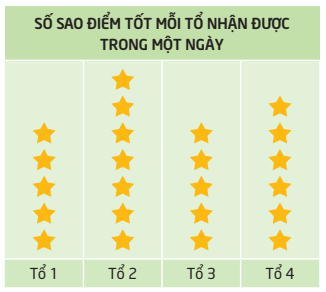 SỐ SAO ĐIỂM TỐT MỖI TỔ NHẬN ĐƯỢC
TRONG MỘT NGÀY
Tổ 1 Tổ 2 Tổ 3 Tổ 4